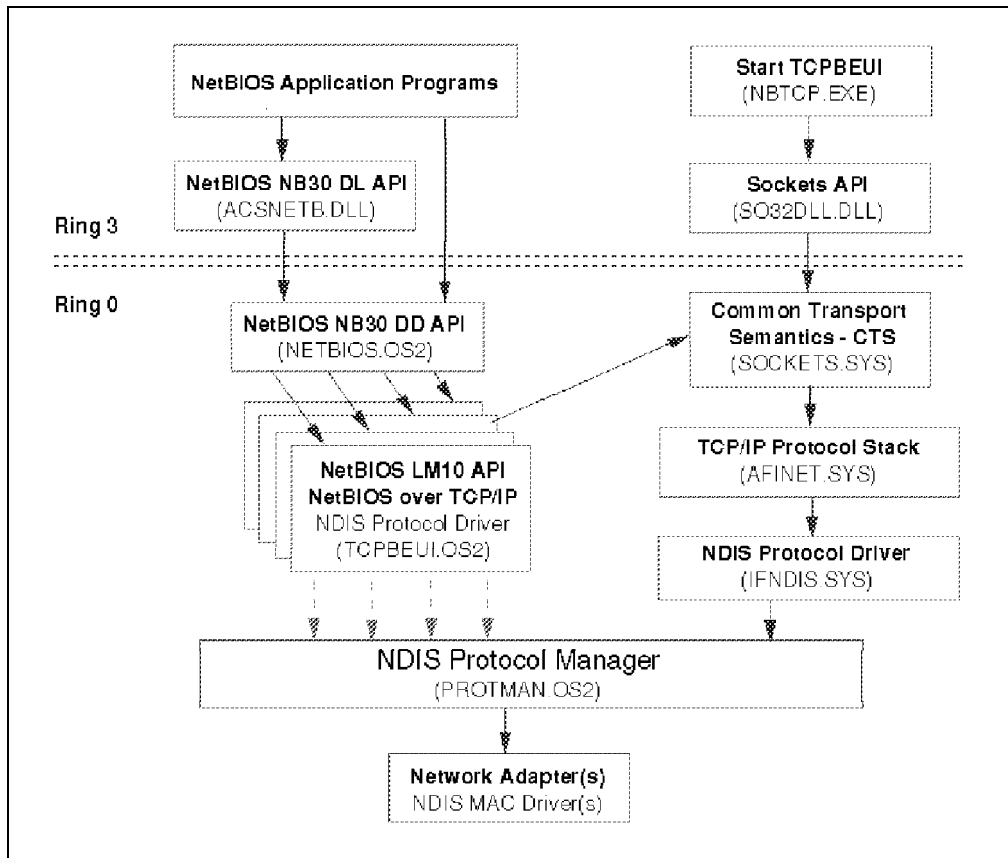 NetBIOS Application Programs
Start TCPBEUI
(NBTCP.EXE)
NetBIOS NB30 DL API
(ACSNETB.DLL)
Sockets API
(SO32DLL.DLL)
Ring 3
Ring 0
NetBIOS NB30 DD API
(NETBIOS.OS2)
Common Transport
Semantics - CTS
(SOCKETS.SYS)
NetBIOS LM10 API
NetBIOS over TCP/IP
NDIS Protocol Driver
(TCPBEUI.OS2)
TCP/IP Protocol Stack
(AFINET.SYS)
NDIS Protocol Driver
(IFNDIS.SYS)
NDIS Protocol Manager
(PROTMAN.OS2)
Network Adapter(s)
NDIS MAC Driver(s)